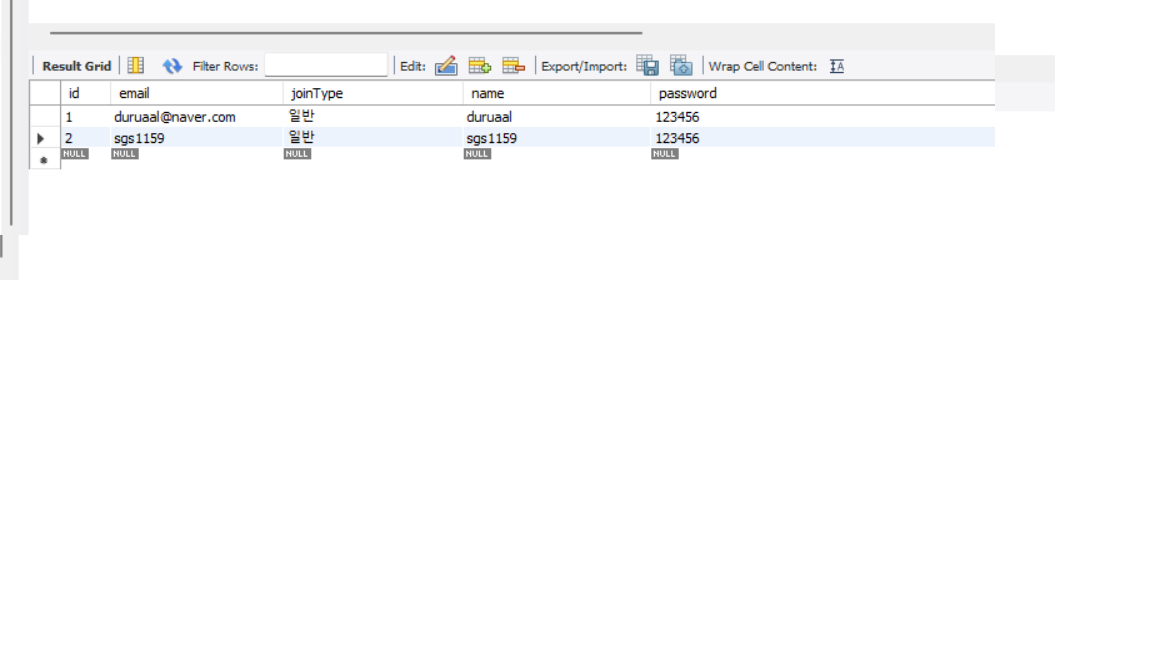 Result Grid Filter Rows: Edit: Export/Import: Wrap Cell Content:
id email joinType name password
1 duruaal@naver.com 일반 duruaal 123456
2 sgs1159 일반 sgs1159 123456
NULL NULL NULL NULL NULL